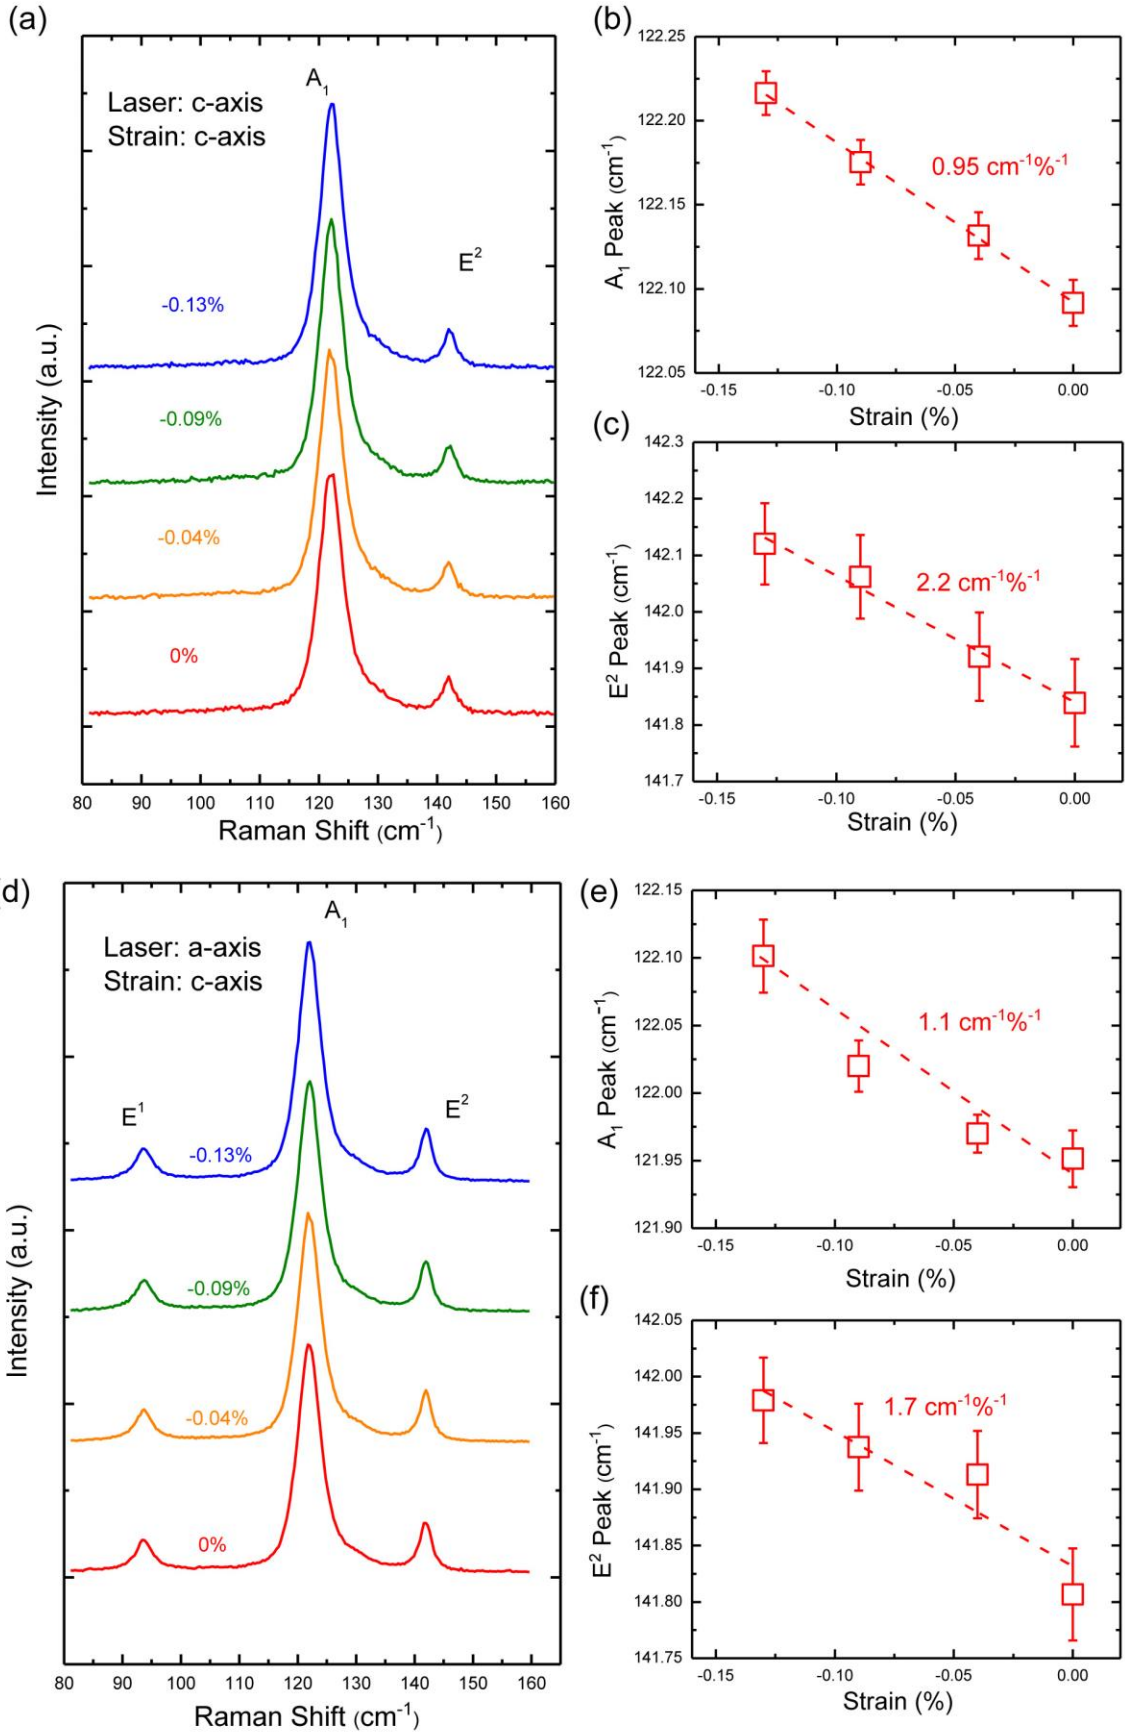 (a)
A₁
Laser: c-axis
Strain: c-axis
E²
-0.13%
-0.09%
-0.04%
0%
Intensity (a.u.)
80 90 100 110 120 130 140 150 160
Raman Shift (cm⁻¹)
(b)
122.25
122.20
122.15
122.10
122.05
A₁ Peak (cm⁻¹)
0.95 cm⁻¹%⁻¹
-0.15 -0.10 -0.05 0.00
Strain (%)
(c)
142.3
142.2
142.1
142.0
141.9
141.8
141.7
E² Peak (cm⁻¹)
2.2 cm⁻¹%⁻¹
-0.15 -0.10 -0.05 0.00
Strain (%)
d)
A₁
Laser: a-axis
Strain: c-axis
E¹
E²
-0.13%
-0.09%
-0.04%
0%
Intensity (a.u.)
80 90 100 110 120 130 140 150 160
Raman Shift (cm⁻¹)
(e)
122.15
122.10
122.05
122.00
121.95
121.90
A₁ Peak (cm⁻¹)
1.1 cm⁻¹%⁻¹
-0.15 -0.10 -0.05 0.00
Strain (%)
(f)
142.05
142.00
141.95
141.90
141.85
141.80
141.75
E² Peak (cm⁻¹)
1.7 cm⁻¹%⁻¹
-0.15 -0.10 -0.05 0.00
Strain (%)